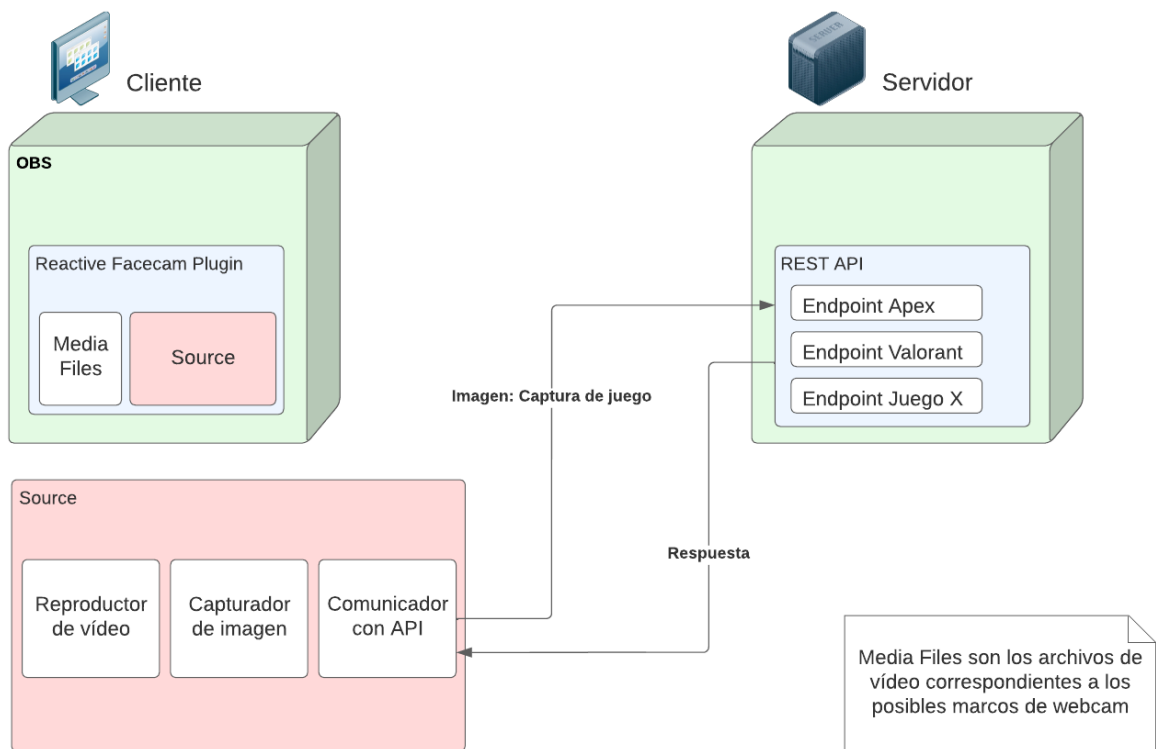 Cliente
SERVER
Servidor
OBS
Reactive Facecam Plugin
Media
Files
Source
REST API
Endpoint Apex
Endpoint Valorant
Endpoint Juego X
Imagen: Captura de juego
Source
Reproductor
de vídeo
Capturador
de imagen
Comunicador
con API
Respuesta
Media Files son los archivos de
vídeo correspondientes a los
posibles marcos de webcam